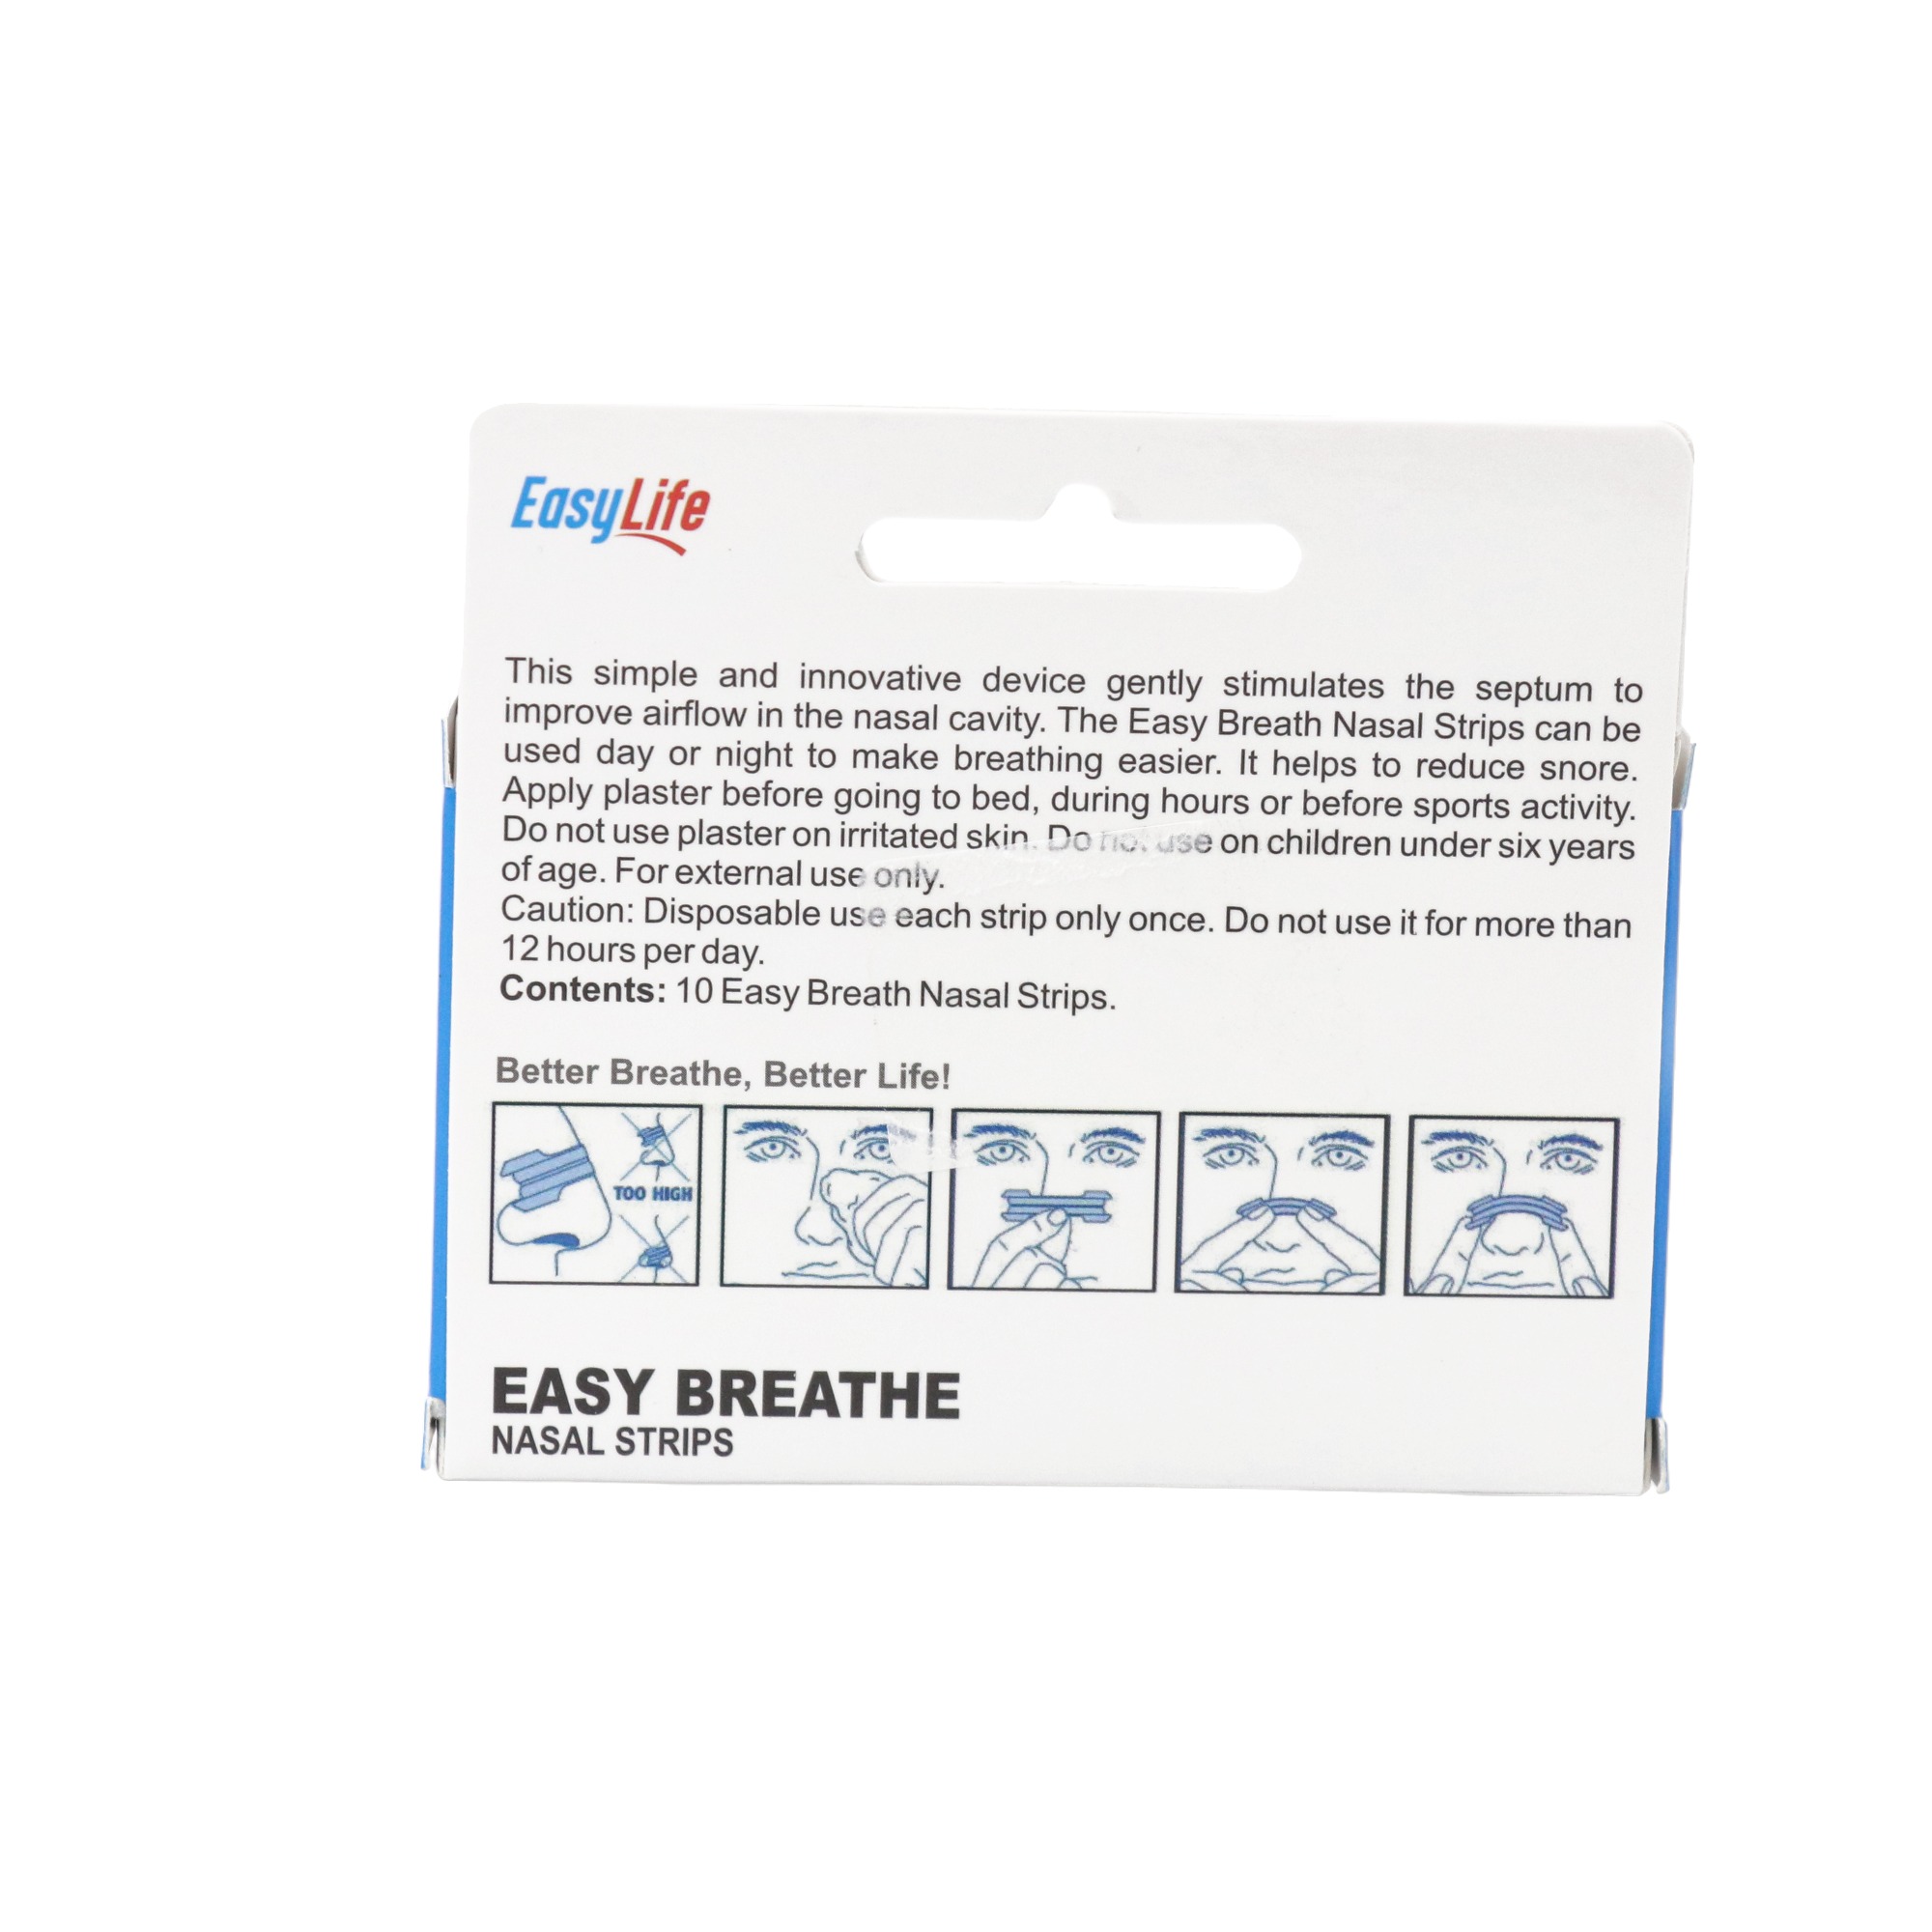 EasyLife
This simple and innovative device gently stimulates the septum to
improve airflow in the nasal cavity. The Easy Breath Nasal Strips can be
used day or night to make breathing easier. It helps to reduce snore.
Apply plaster before going to bed, during hours or before sports activity.
Do not use plaster on irritated skin. Do not use on children under six years
of age. For external use only.
Caution: Disposable use each strip only once. Do not use it for more than
12 hours per day.
Contents: 10 Easy Breath Nasal Strips.
Better Breathe, Better Life!
TOO HIGH
EASY BREATHE
NASAL STRIPS